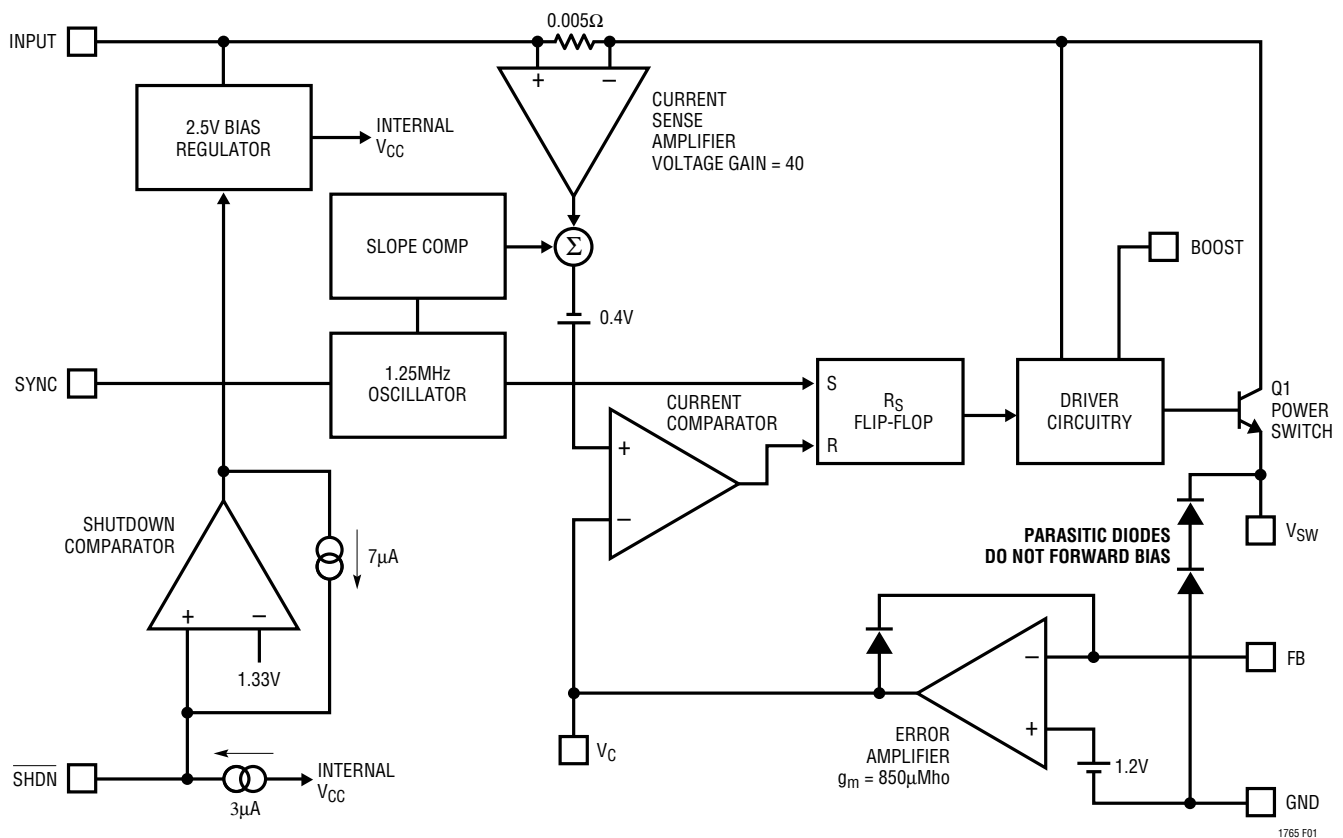 INPUT
0.005Ω
+
–
CURRENT
SENSE
AMPLIFIER
VOLTAGE GAIN = 40
2.5V BIAS
REGULATOR
INTERNAL
VCC
SLOPE COMP
Σ
BOOST
0.4V
SYNC
1.25MHz
OSCILLATOR
S
R
RS
FLIP-FLOP
DRIVER
CIRCUITRY
Q1
POWER
SWITCH
CURRENT
COMPARATOR
+
–
SHUTDOWN
COMPARATOR
7µA
+
–
1.33V
PARASITIC DIODES
DO NOT FORWARD BIAS
VSW
–
+
FB
ERROR
AMPLIFIER
gm = 850µMho
1.2V
VC
SHDN
3µA
INTERNAL
VCC
GND
1765 F01